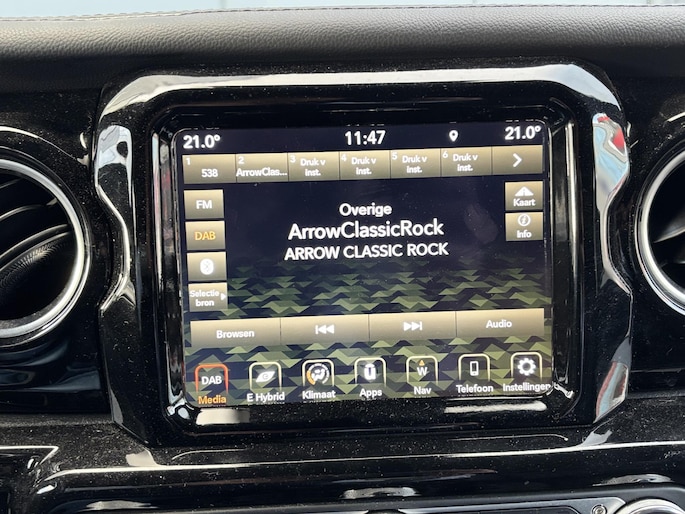 21.0° 11:47 21.0°
1 2 3 Druk v 4 Druk v 5 Druk v 6 Druk v
538 ArrowClas... Inst. Inst. Inst. Inst.
FM
Kaart
DAB
Info
Overige
ArrowClassicRock
ARROW CLASSIC ROCK
Selectie
bron
Browsen Audio
DAB W
Media E Hybrid Klimaat Apps Nav Telefoon Instellingen